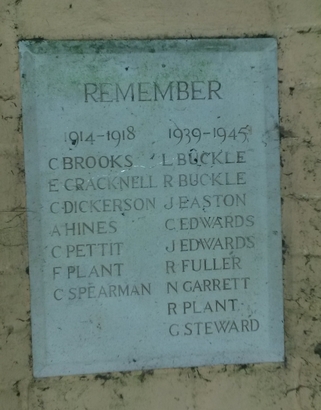 REMEMBER
1914-1918 1939-1945
C BROOKS L BUCKLE
E CRACKNELL R BUCKLE
C DICKERSON J EASTON
A HINES C EDWARDS
C PETTIT J EDWARDS
F PLANT R FULLER
C SPEARMAN N GARRETT
R PLANT
G STEWARD